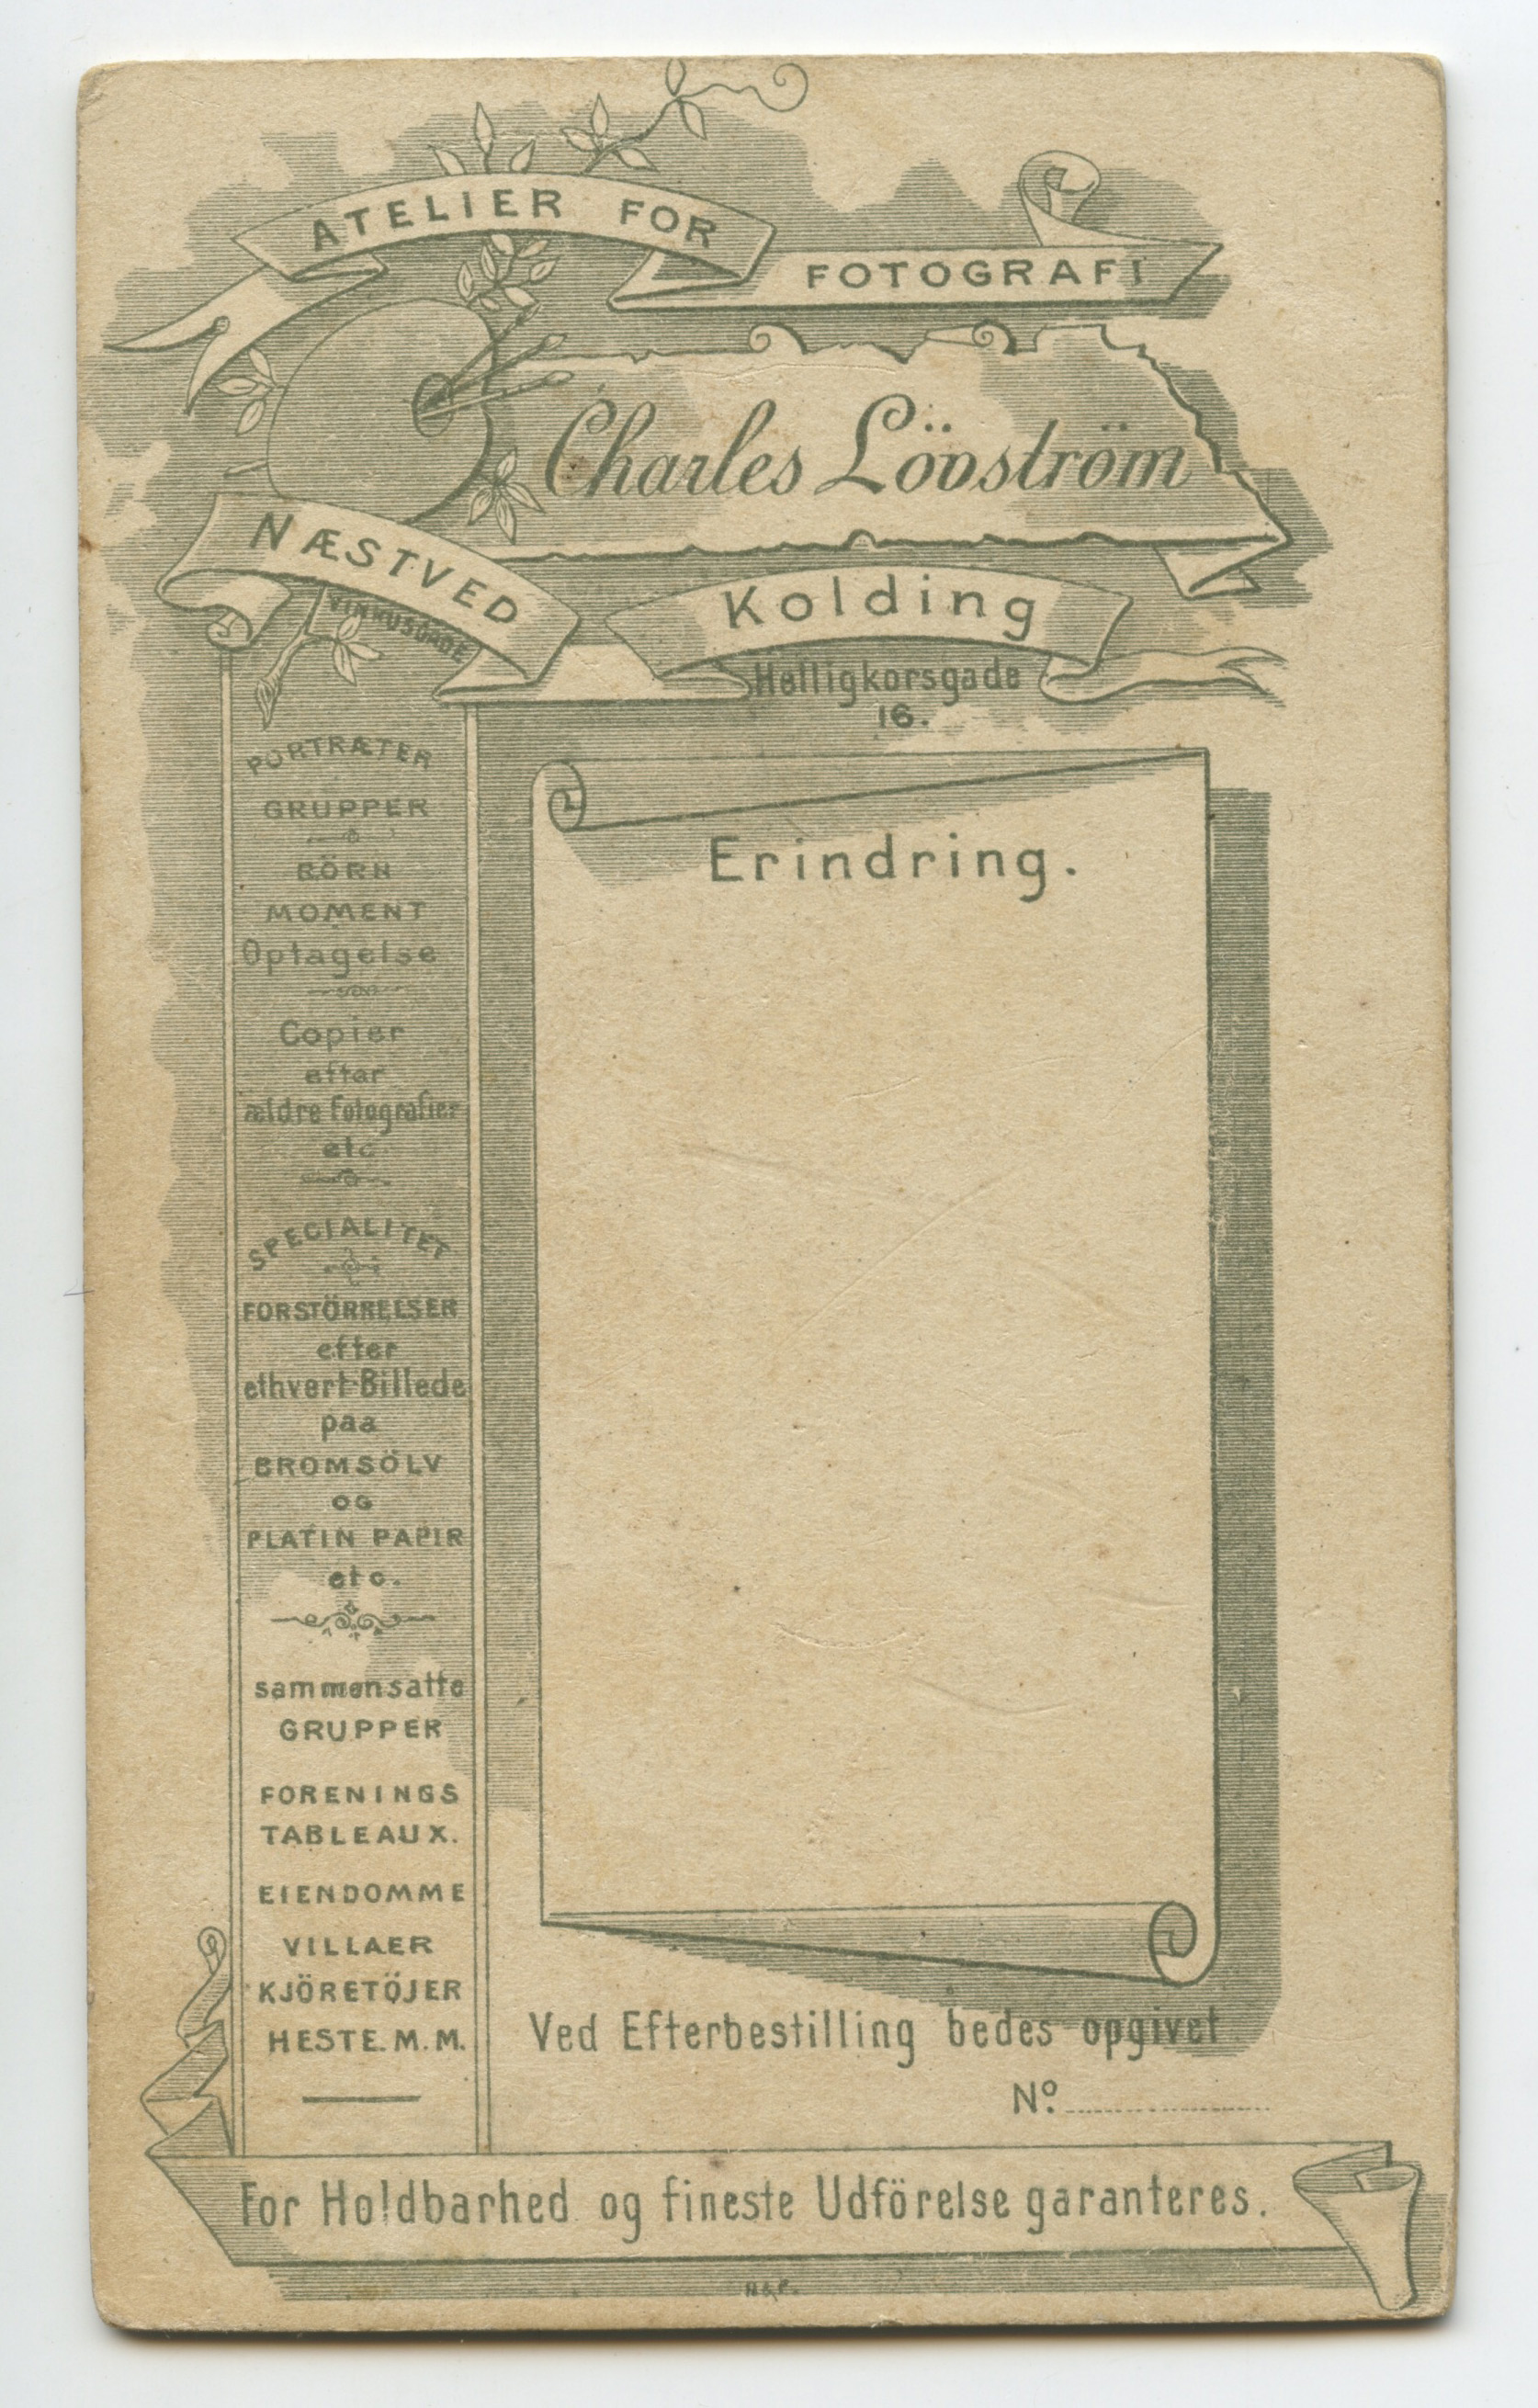 ATELIER FOR
FOTOGRAFI
Charles Lövström
NÆSTVED
VINHUSGADE
Kolding
Helligkorsgade
16.
PORTRÆTER
GRUPPER
BÖRN
MOMENT
Optagelse
Copier
efter
ældre fotografier
etc
SPECIALITET
FORSTÖRRELSER
efter
ethvert Billede
paa
BROMSÖLV
OG
PLATIN PAPIR
etc.
sammensatte
GRUPPER
FORENINGS
TABLEAUX.
EIENDOMME
VILLAER
KJÖRETÖJER
HESTE. M. M.
Erindring.
Ved Efterbestilling bedes opgivet
Nº
For Holdbarhed og fineste Udförelse garanteres.